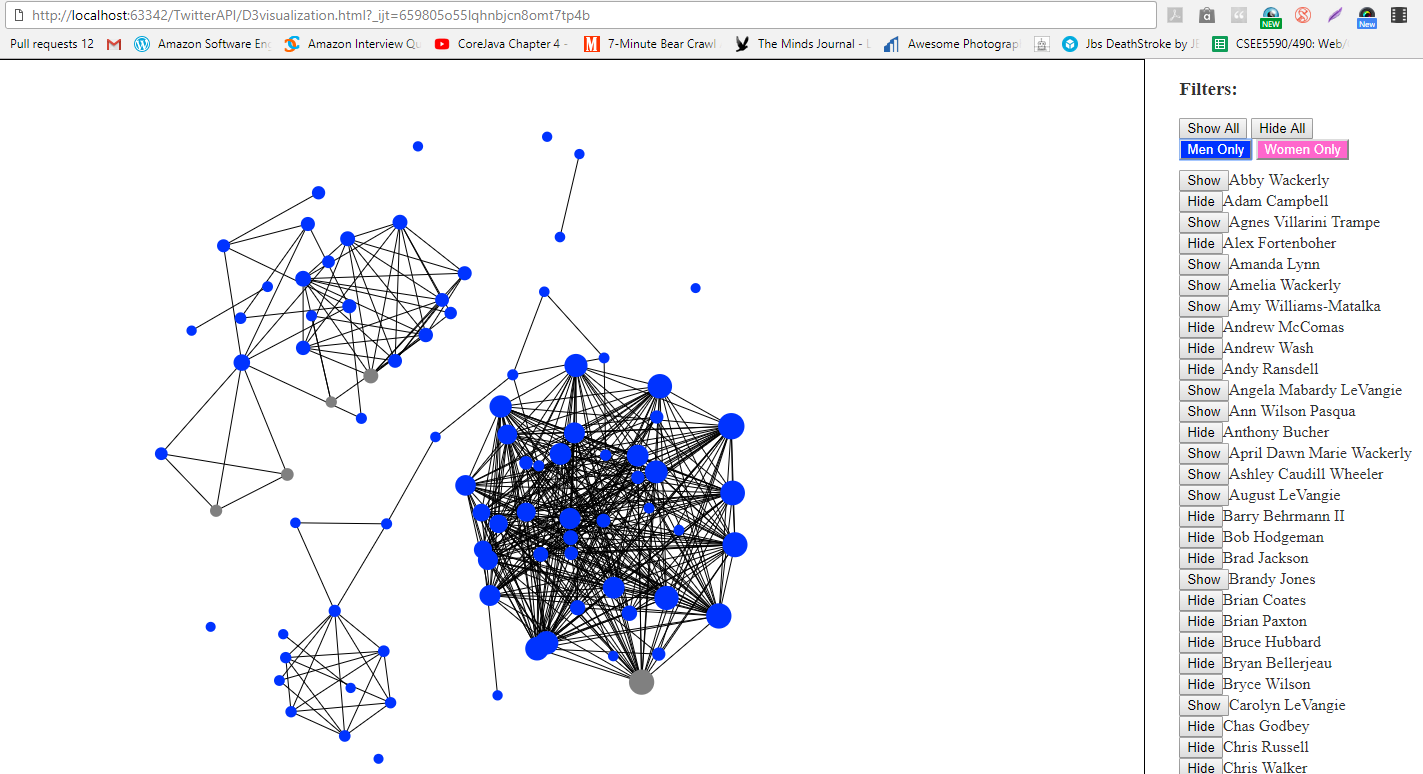 http://localhost:63342/TwitterAPI/D3visualization.html?_ijt=659805o55lqhnbjcn8omt7tp4b
NEW New
Pull requests 12 Amazon Software En Amazon Interview Qu CoreJava Chapter 4 - 7-Minute Bear Crawl The Minds Journal - L Awesome Photograp Jbs DeathStroke by JB CSEE5590/490: Web/
Filters:
Show All Hide All
Men Only Women Only
Show Abby Wackerly
Hide Adam Campbell
Show Agnes Villarini Trampe
Hide Alex Fortenboher
Show Amanda Lynn
Show Amelia Wackerly
Show Amy Williams-Matalka
Hide Andrew McComas
Hide Andrew Wash
Hide Andy Ransdell
Show Angela Mabardy LeVangie
Show Ann Wilson Pasqua
Hide Anthony Bucher
Show April Dawn Marie Wackerly
Show Ashley Caudill Wheeler
Show August LeVangie
Hide Barry Behrmann II
Hide Bob Hodgeman
Hide Brad Jackson
Show Brandy Jones
Hide Brian Coates
Hide Brian Paxton
Hide Bruce Hubbard
Hide Bryan Bellerjeau
Hide Bryce Wilson
Show Carolyn LeVangie
Hide Chas Godbey
Hide Chris Russell
Hide Chris Walker